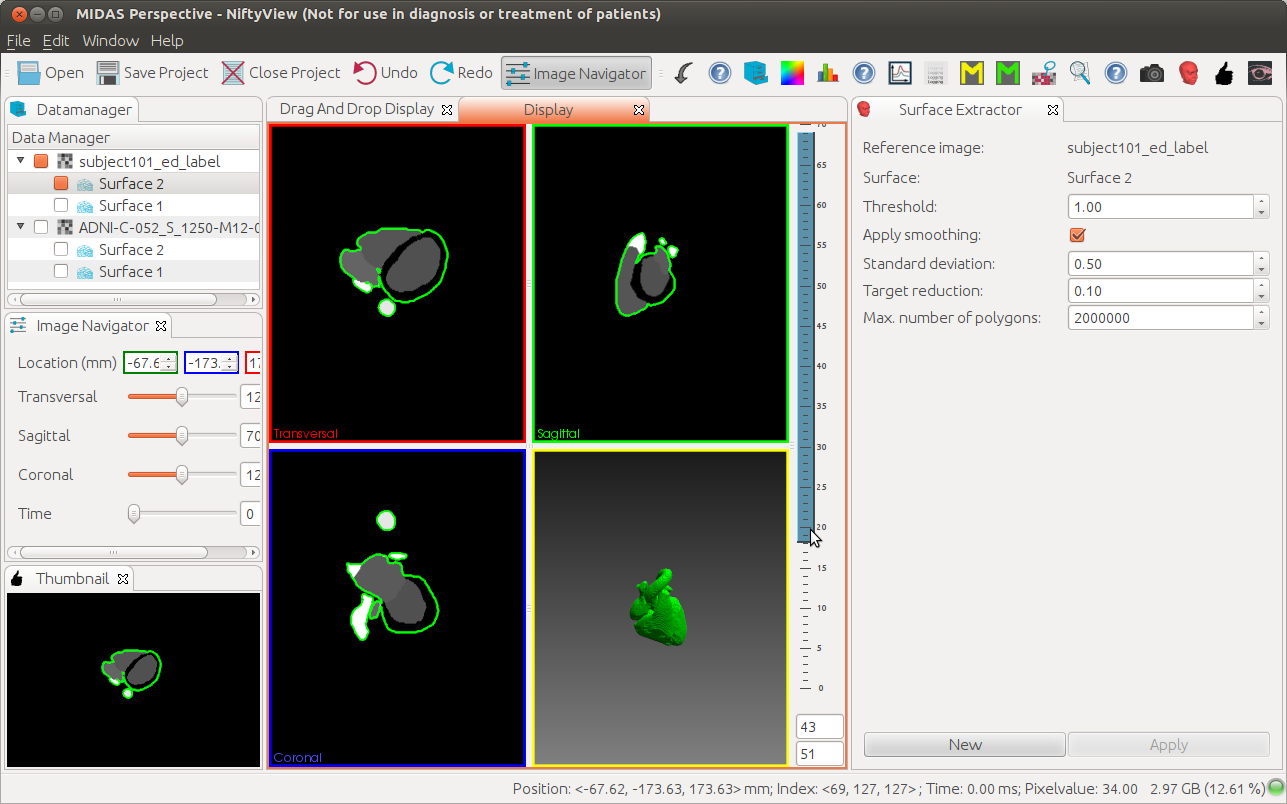 MIDAS Perspective - NiftyView (Not for use in diagnosis or treatment of patients)
File Edit Window Help
Open Save Project Close Project Undo Redo Image Navigator
Datamanager
Data Manager
subject101_ed_label
Surface 2
Surface 1
ADNI-C-052_S_1250-M12-0
Surface 2
Surface 1
Image Navigator
Location (mm) -67.6 -173. 17
Transversal 12
Sagittal 70
Coronal 12
Time 0
Thumbnail
Drag And Drop Display Display
Transversal
Sagittal
Coronal
65
60
55
50
45
40
35
30
25
20
15
10
5
0
43
51
Surface Extractor
Reference image: subject101_ed_label
Surface: Surface 2
Threshold: 1.00
Apply smoothing:
Standard deviation: 0.50
Target reduction: 0.10
Max. number of polygons: 2000000
New Apply
Position: <-67.62, -173.63, 173.63> mm; Index: <69, 127, 127> ; Time: 0.00 ms; Pixelvalue: 34.00 2.97 GB (12.61 %)